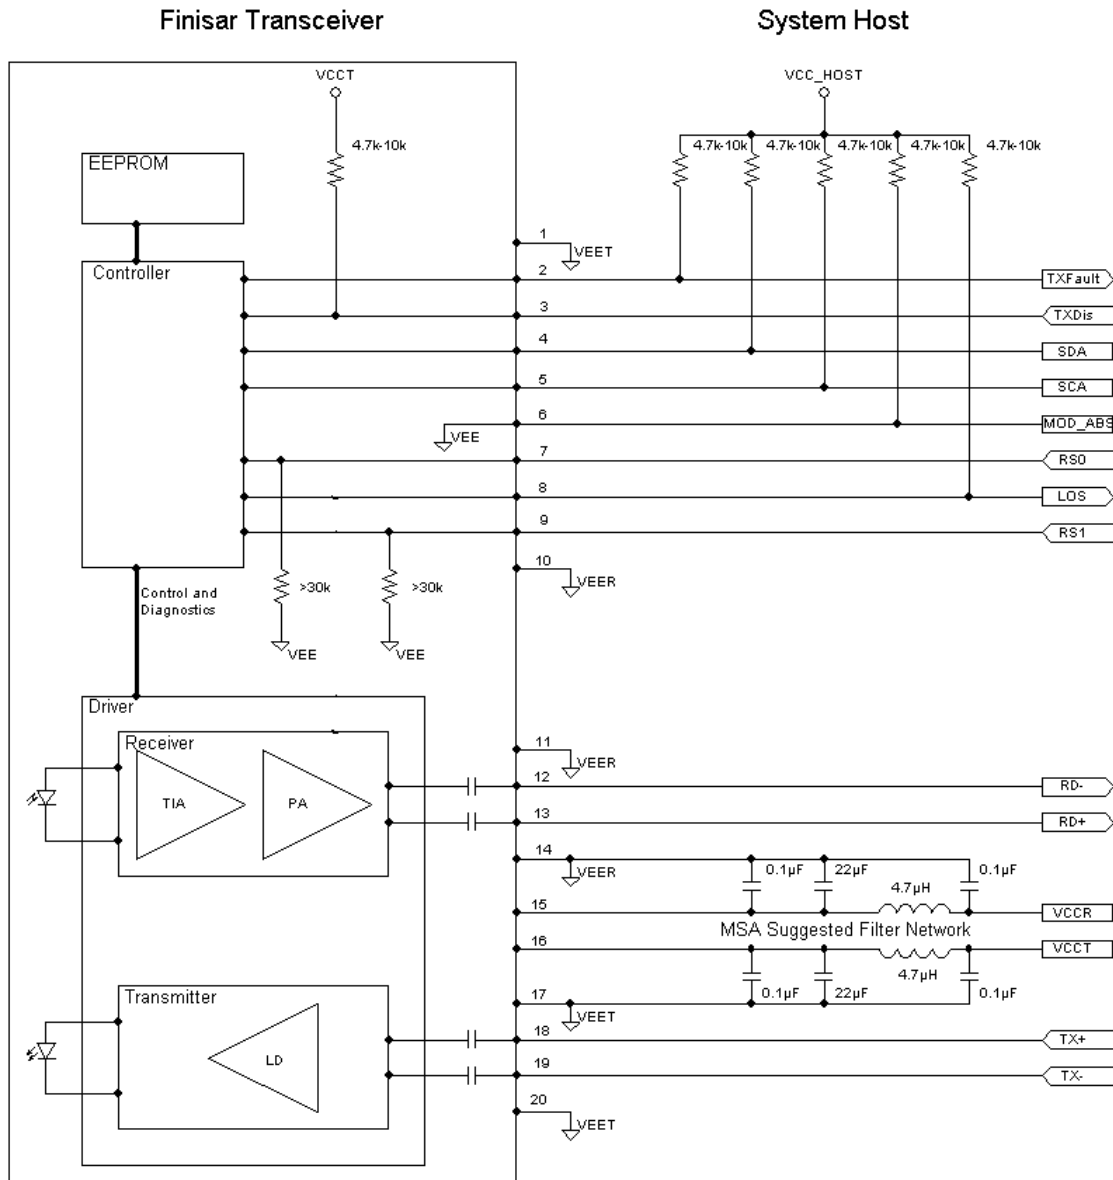 Finisar Transceiver
System Host
VCCT
VCC_HOST
4.7k-10k
4.7k-10k
4.7k-10k
4.7k-10k
4.7k-10k
4.7k-10k
EEPROM
1
VEET
Controller
2
TXFault
3
TXDis
4
SDA
5
SCA
6
MOD_ABS
VEE
7
RS0
8
LOS
9
RS1
10
VEER
Control and
Diagnostics
>30k
>30k
VEE
VEE
Driver
Receiver
TIA
PA
11
VEER
12
RD-
13
RD+
14
VEER
0.1µF
22µF
4.7µH
0.1µF
15
VCCR
MSA Suggested Filter Network
16
VCCT
4.7µH
0.1µF
22µF
0.1µF
17
VEET
Transmitter
LD
18
TX+
19
TX-
20
VEET